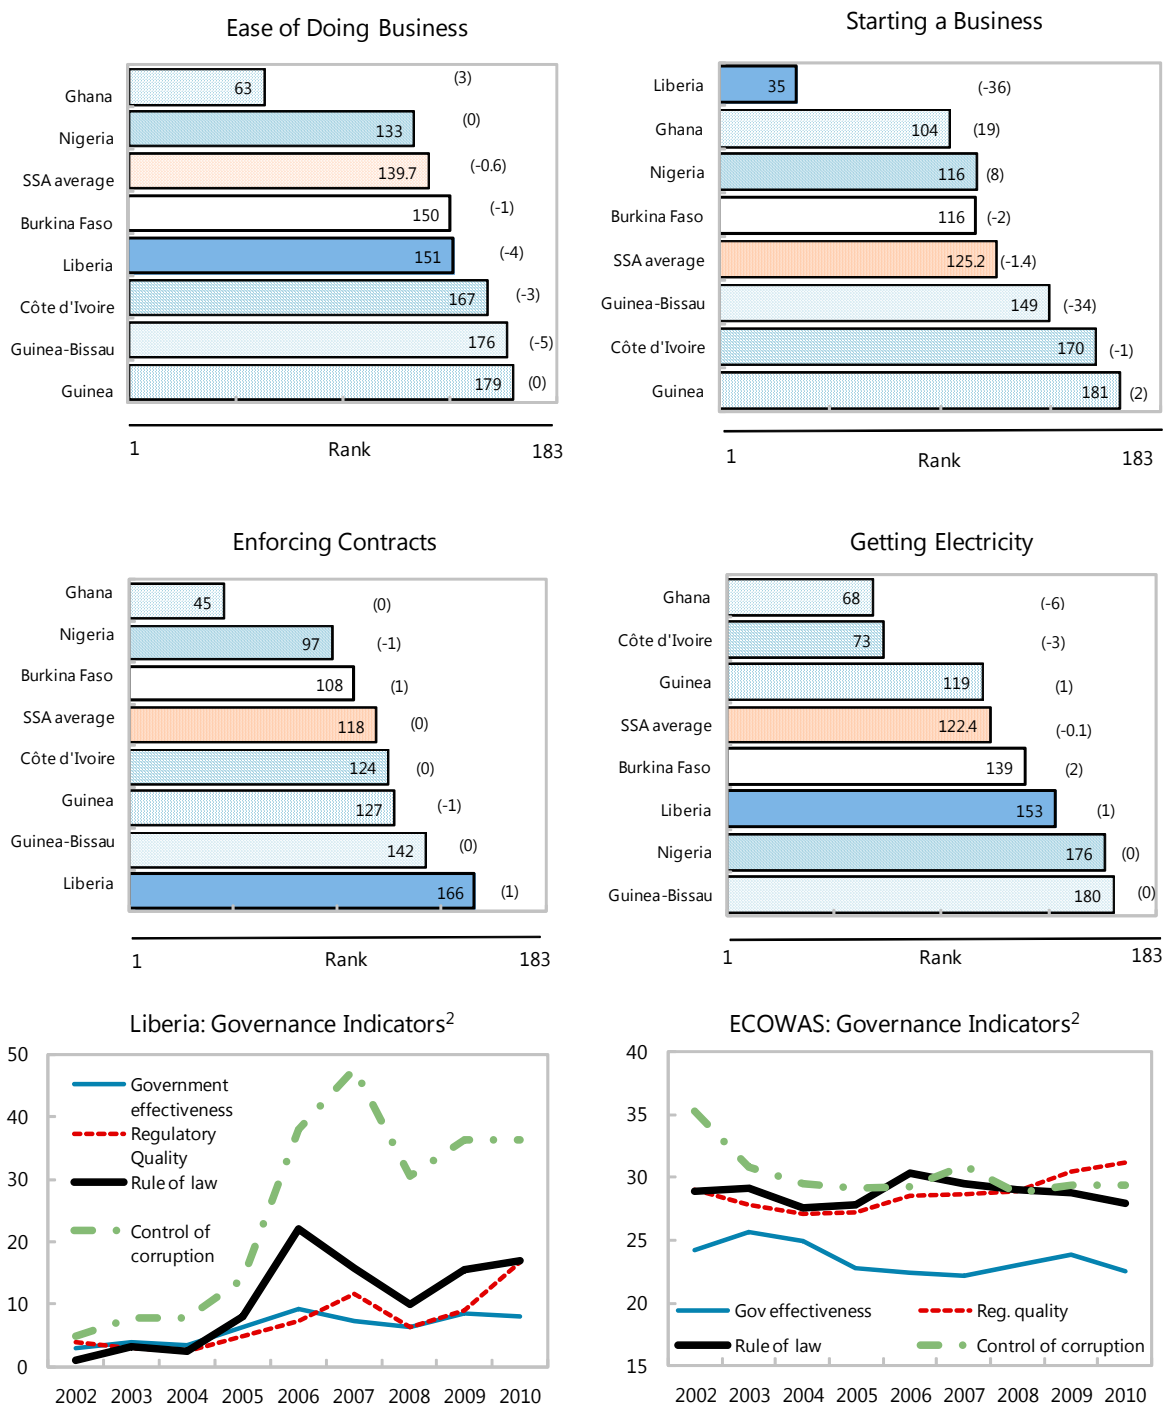 Ease of Doing Business
Ghana 63 (3)
Nigeria 133 (0)
SSA average 139.7 (-0.6)
Burkina Faso 150 (-1)
Liberia 151 (-4)
Côte d'Ivoire 167 (-3)
Guinea-Bissau 176 (-5)
Guinea 179 (0)
1 Rank 183
Starting a Business
Liberia 35 (-36)
Ghana 104 (19)
Nigeria 116 (8)
Burkina Faso 116 (-2)
SSA average 125.2 (-1.4)
Guinea-Bissau 149 (-34)
Côte d'Ivoire 170 (-1)
Guinea 181 (2)
1 Rank 183
Enforcing Contracts
Ghana 45 (0)
Nigeria 97 (-1)
Burkina Faso 108 (1)
SSA average 118 (0)
Côte d'Ivoire 124 (0)
Guinea 127 (-1)
Guinea-Bissau 142 (0)
Liberia 166 (1)
1 Rank 183
Getting Electricity
Ghana 68 (-6)
Côte d'Ivoire 73 (-3)
Guinea 119 (1)
SSA average 122.4 (-0.1)
Burkina Faso 139 (2)
Liberia 153 (1)
Nigeria 176 (0)
Guinea-Bissau 180 (0)
1 Rank 183
Liberia: Governance Indicators2
50
40
30
20
10
0
Government
effectiveness
Regulatory
Quality
Rule of law
Control of
corruption
2002 2003 2004 2005 2006 2007 2008 2009 2010
ECOWAS: Governance Indicators2
40
35
30
25
20
15
Gov effectiveness Reg. quality
Rule of law Control of corruption
2002 2003 2004 2005 2006 2007 2008 2009 2010